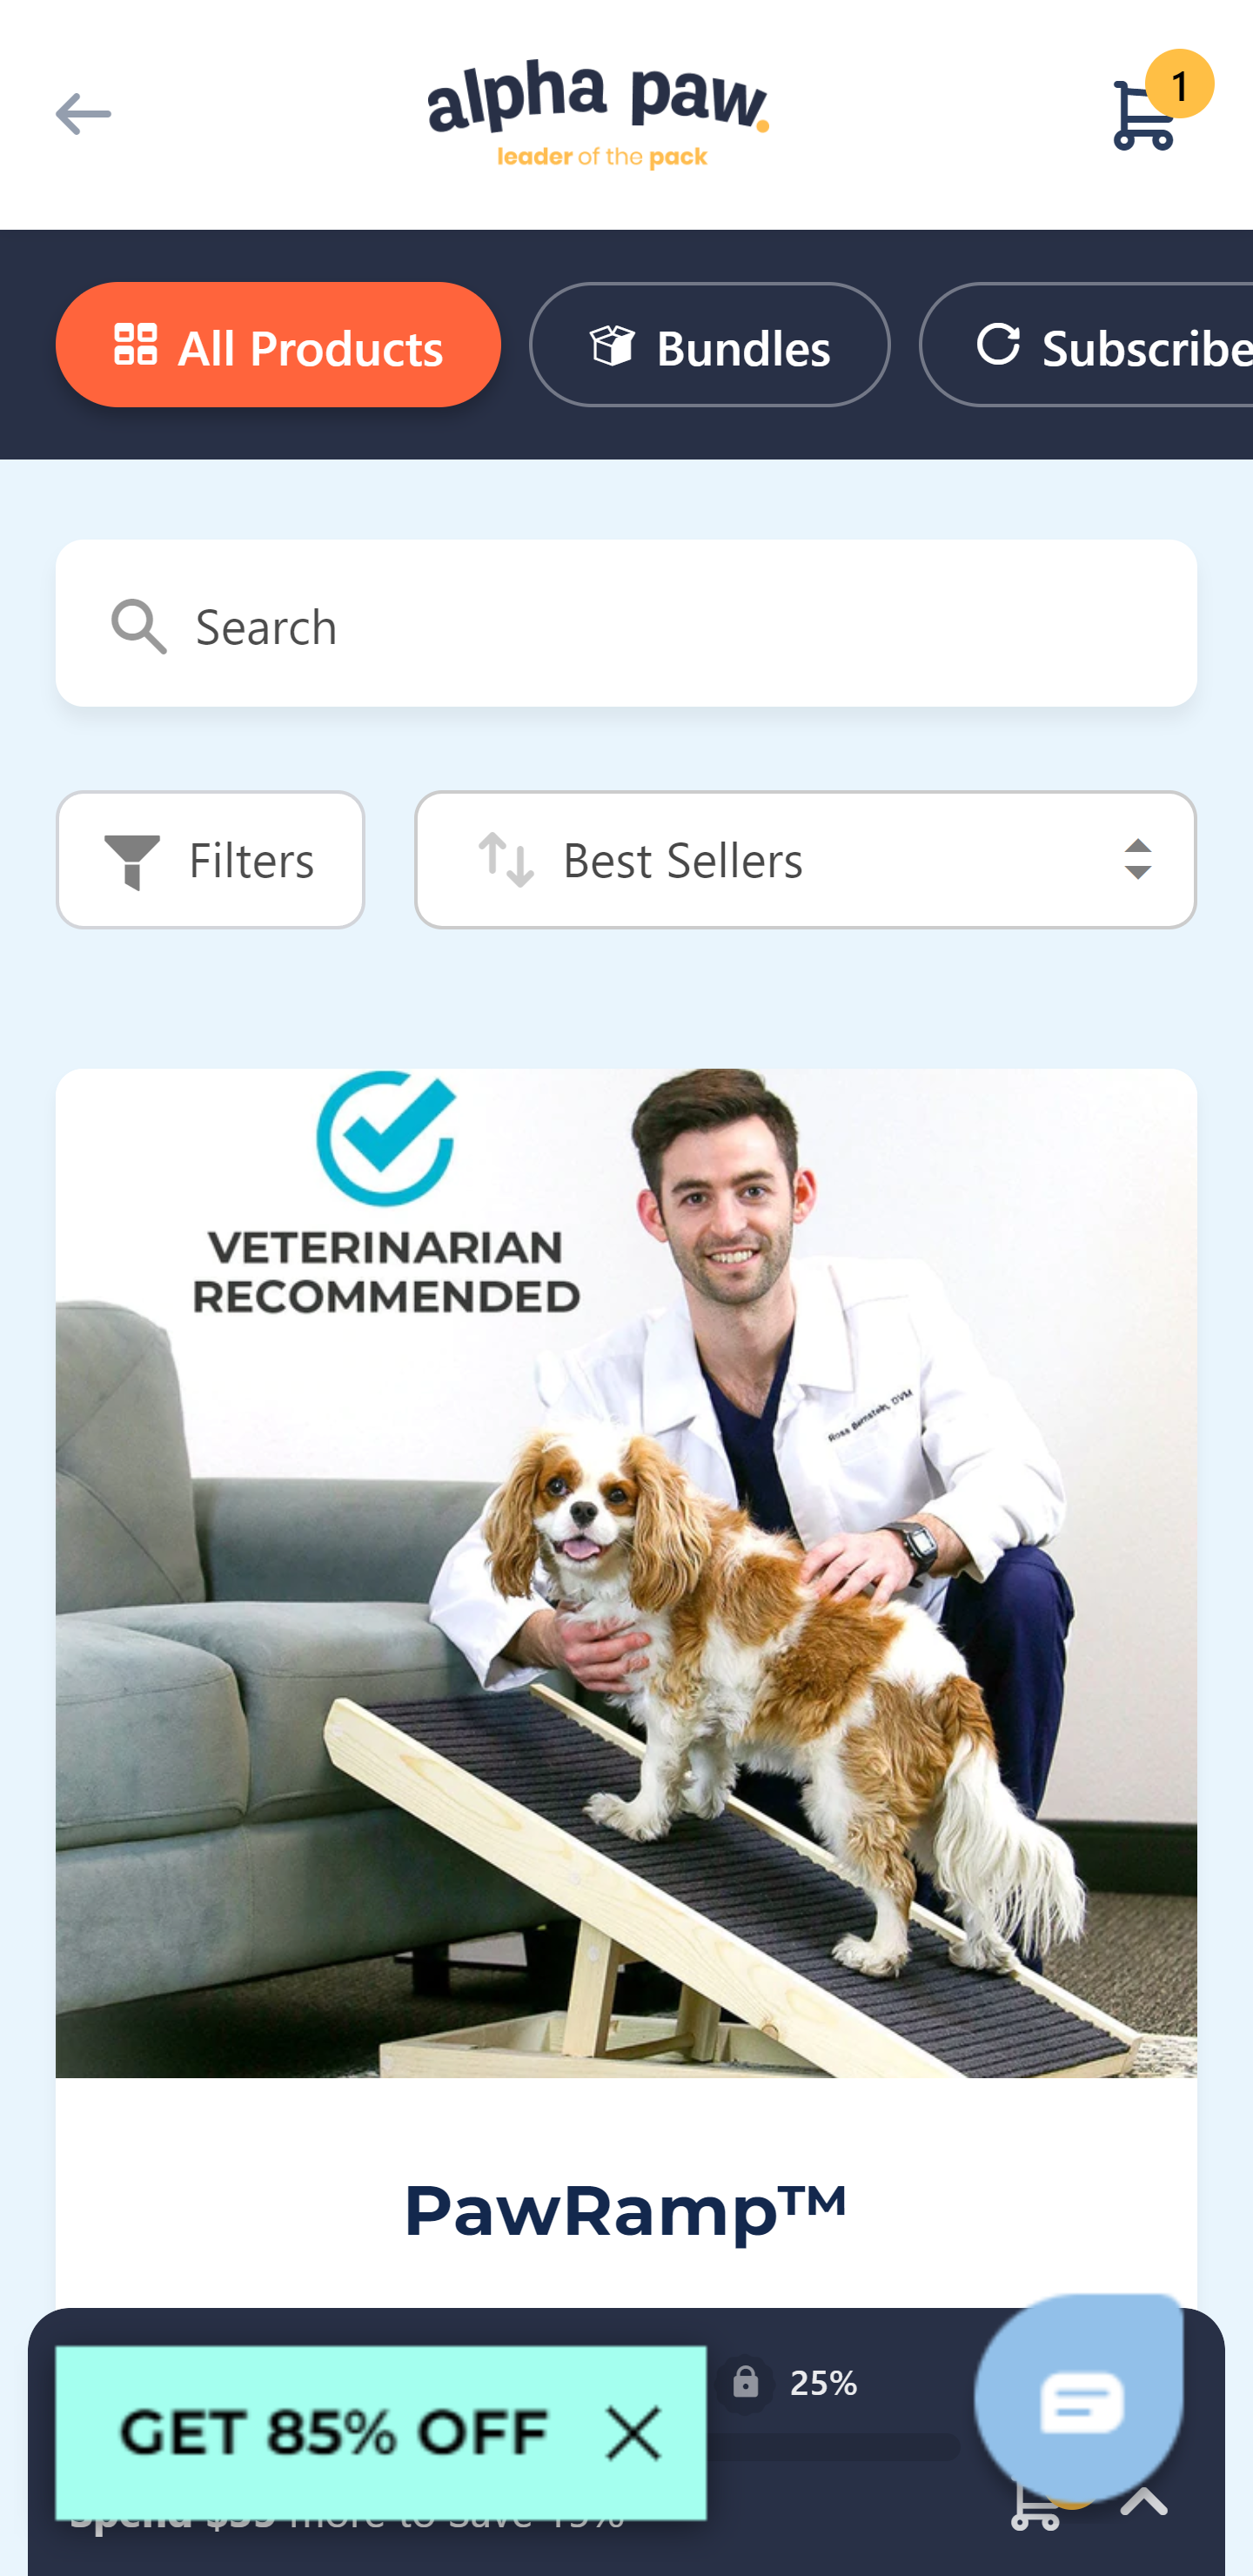 alpha paw.
leader of the pack
1
All Products
Bundles
Subscribe
Search
Filters
Best Sellers
VETERINARIAN
RECOMMENDED
Ross Bernstein, DVM
PawRamp™
25%
GET 85% OFF
Spend $35 more to Save 15%